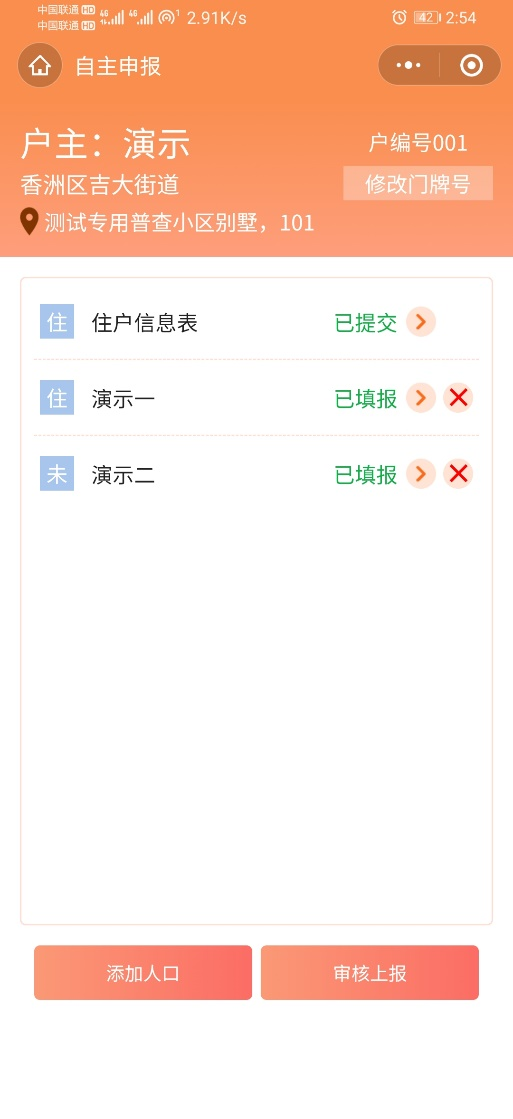 中国联通 HD 4G 4G 1 2.91K/s 42 2:54
中国联通 HD
自主申报
户主：演示
户编号001
香洲区吉大街道
修改门牌号
测试专用普查小区别墅，101
住 住户信息表 已提交
住 演示一 已填报
未 演示二 已填报
添加人口 审核上报